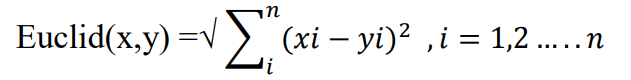 Euclid(x,y) =√ ∑ᵢⁿ (xi − yi)² , i = 1,2 … . . n